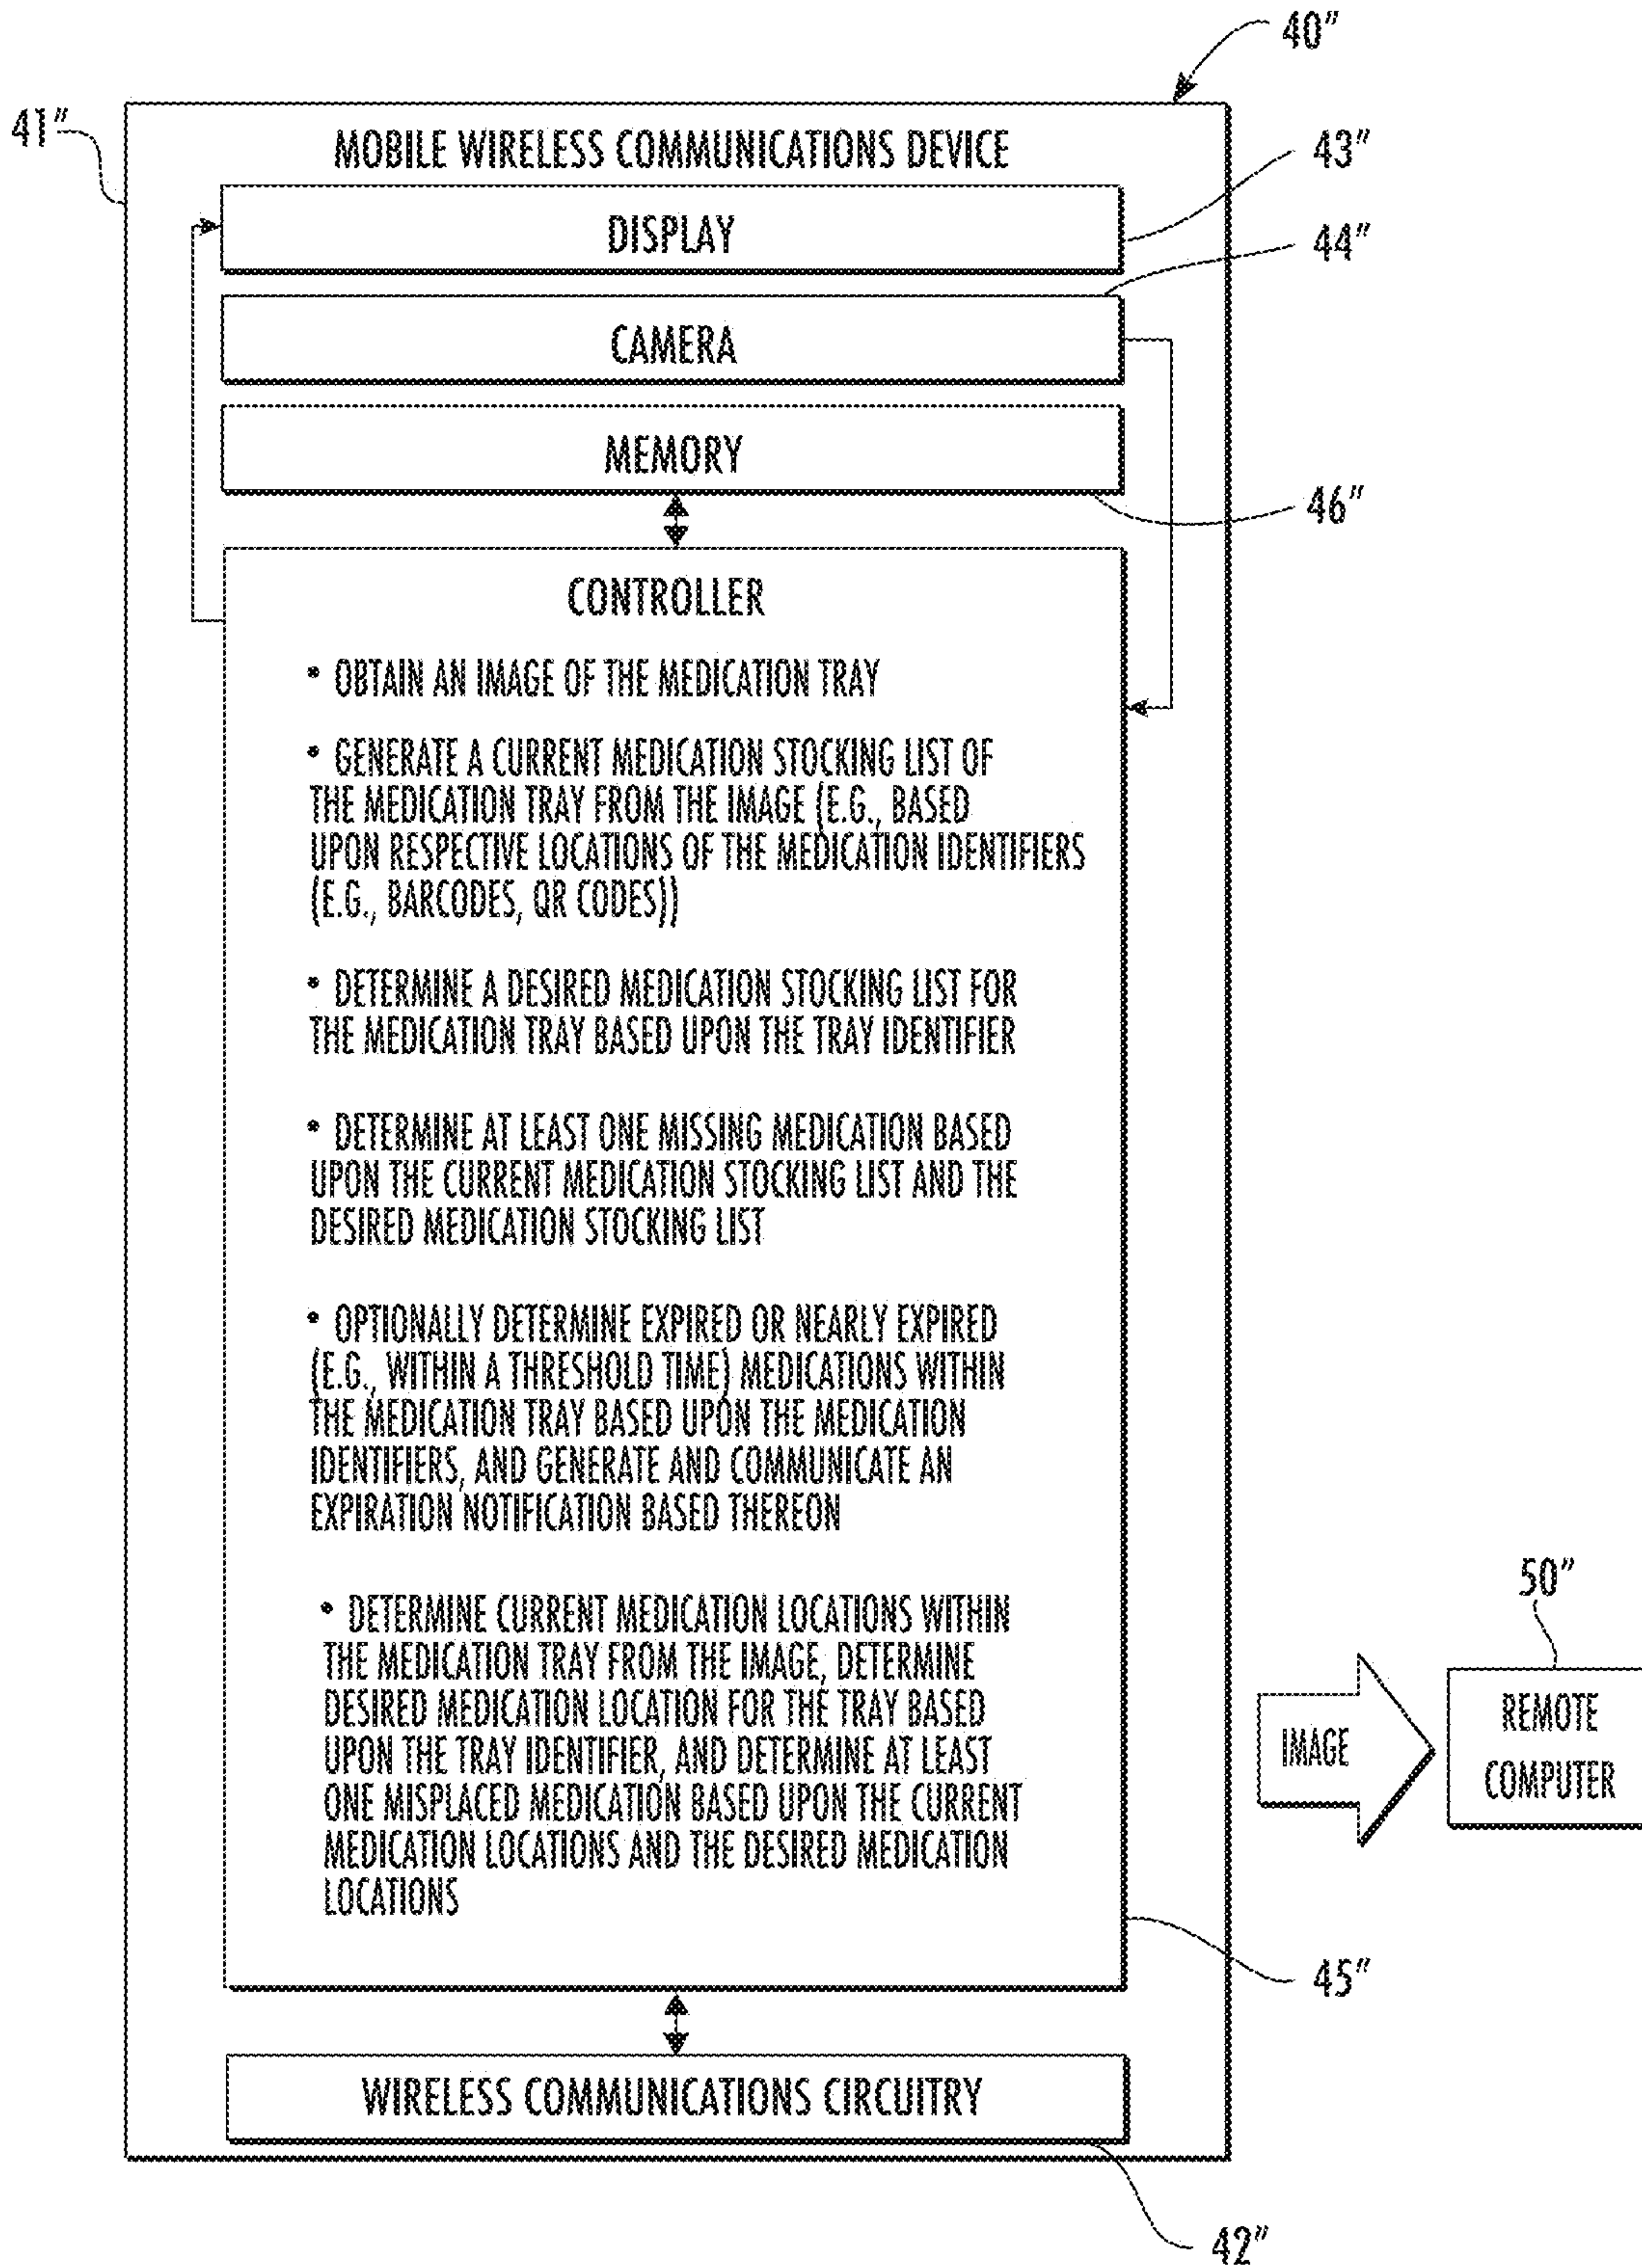 40"
41"
MOBILE WIRELESS COMMUNICATIONS DEVICE
43"
DISPLAY
44"
CAMERA
MEMORY
46"
CONTROLLER
• OBTAIN AN IMAGE OF THE MEDICATION TRAY
• GENERATE A CURRENT MEDICATION STOCKING LIST OF
THE MEDICATION TRAY FROM THE IMAGE (E.G., BASED
UPON RESPECTIVE LOCATIONS OF THE MEDICATION IDENTIFIERS
(E.G., BARCODES, QR CODES))
• DETERMINE A DESIRED MEDICATION STOCKING LIST FOR
THE MEDICATION TRAY BASED UPON THE TRAY IDENTIFIER
• DETERMINE AT LEAST ONE MISSING MEDICATION BASED
UPON THE CURRENT MEDICATION STOCKING LIST AND THE
DESIRED MEDICATION STOCKING LIST
• OPTIONALLY DETERMINE EXPIRED OR NEARLY EXPIRED
(E.G., WITHIN A THRESHOLD TIME) MEDICATIONS WITHIN
THE MEDICATION TRAY BASED UPON THE MEDICATION
IDENTIFIERS, AND GENERATE AND COMMUNICATE AN
EXPIRATION NOTIFICATION BASED THEREON
• DETERMINE CURRENT MEDICATION LOCATIONS WITHIN
THE MEDICATION TRAY FROM THE IMAGE, DETERMINE
DESIRED MEDICATION LOCATION FOR THE TRAY BASED
UPON THE TRAY IDENTIFIER, AND DETERMINE AT LEAST
ONE MISPLACED MEDICATION BASED UPON THE CURRENT
MEDICATION LOCATIONS AND THE DESIRED MEDICATION
LOCATIONS
50"
IMAGE
REMOTE
COMPUTER
45"
WIRELESS COMMUNICATIONS CIRCUITRY
42"